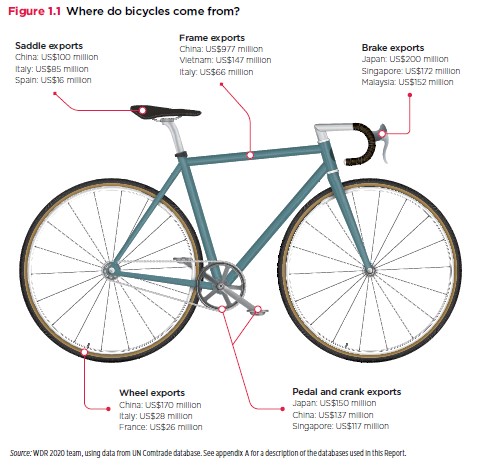 Figure 1.1 Where do bicycles come from?
Saddle exports
China: US$100 million
Italy: US$85 million
Spain: US$16 million
Frame exports
China: US$977 million
Vietnam: US$147 million
Italy: US$66 million
Brake exports
Japan: US$200 million
Singapore: US$172 million
Malaysia: US$152 million
Wheel exports
China: US$170 million
Italy: US$28 million
France: US$26 million
Pedal and crank exports
Japan: US$150 million
China: US$137 million
Singapore: US$117 million
Source: WDR 2020 team, using data from UN Comtrade database. See appendix A for a description of the databases used in this Report.